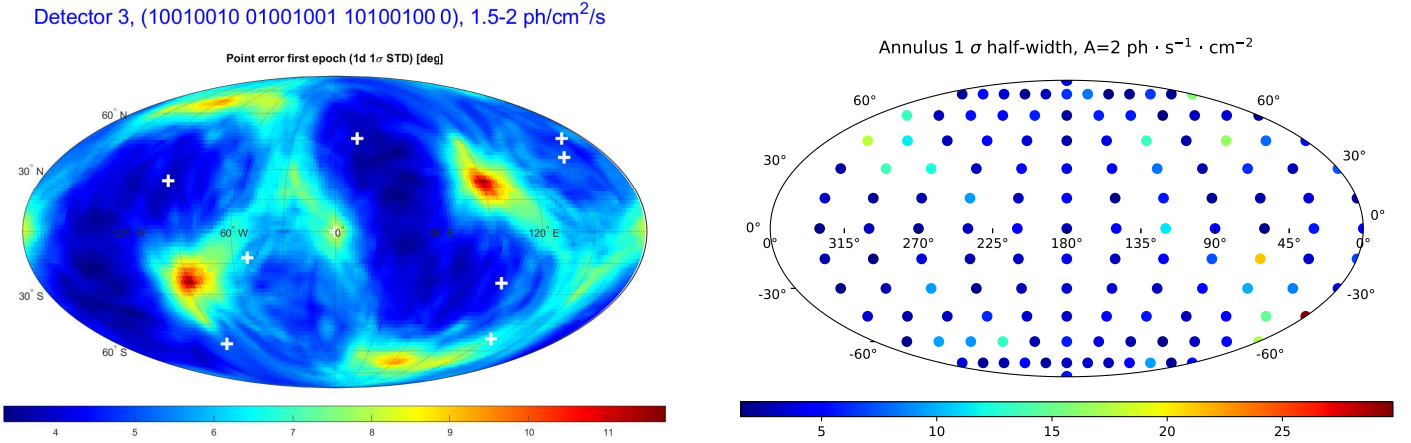 Detector 3, (10010010 01001001 10100100 0), 1.5-2 ph/cm²/s
Point error first epoch (1d 1σ STD) [deg]
60° N
30° N
60° W
0°
120° E
30° S
60° S
4 5 6 7 8 9 10 11
Annulus 1 σ half-width, A=2 ph · s⁻¹ · cm⁻²
60° 60°
30° 30°
0° 0°
0° 315° 270° 225° 180° 135° 90° 45° 0°
-30° -30°
-60° -60°
5 10 15 20 25